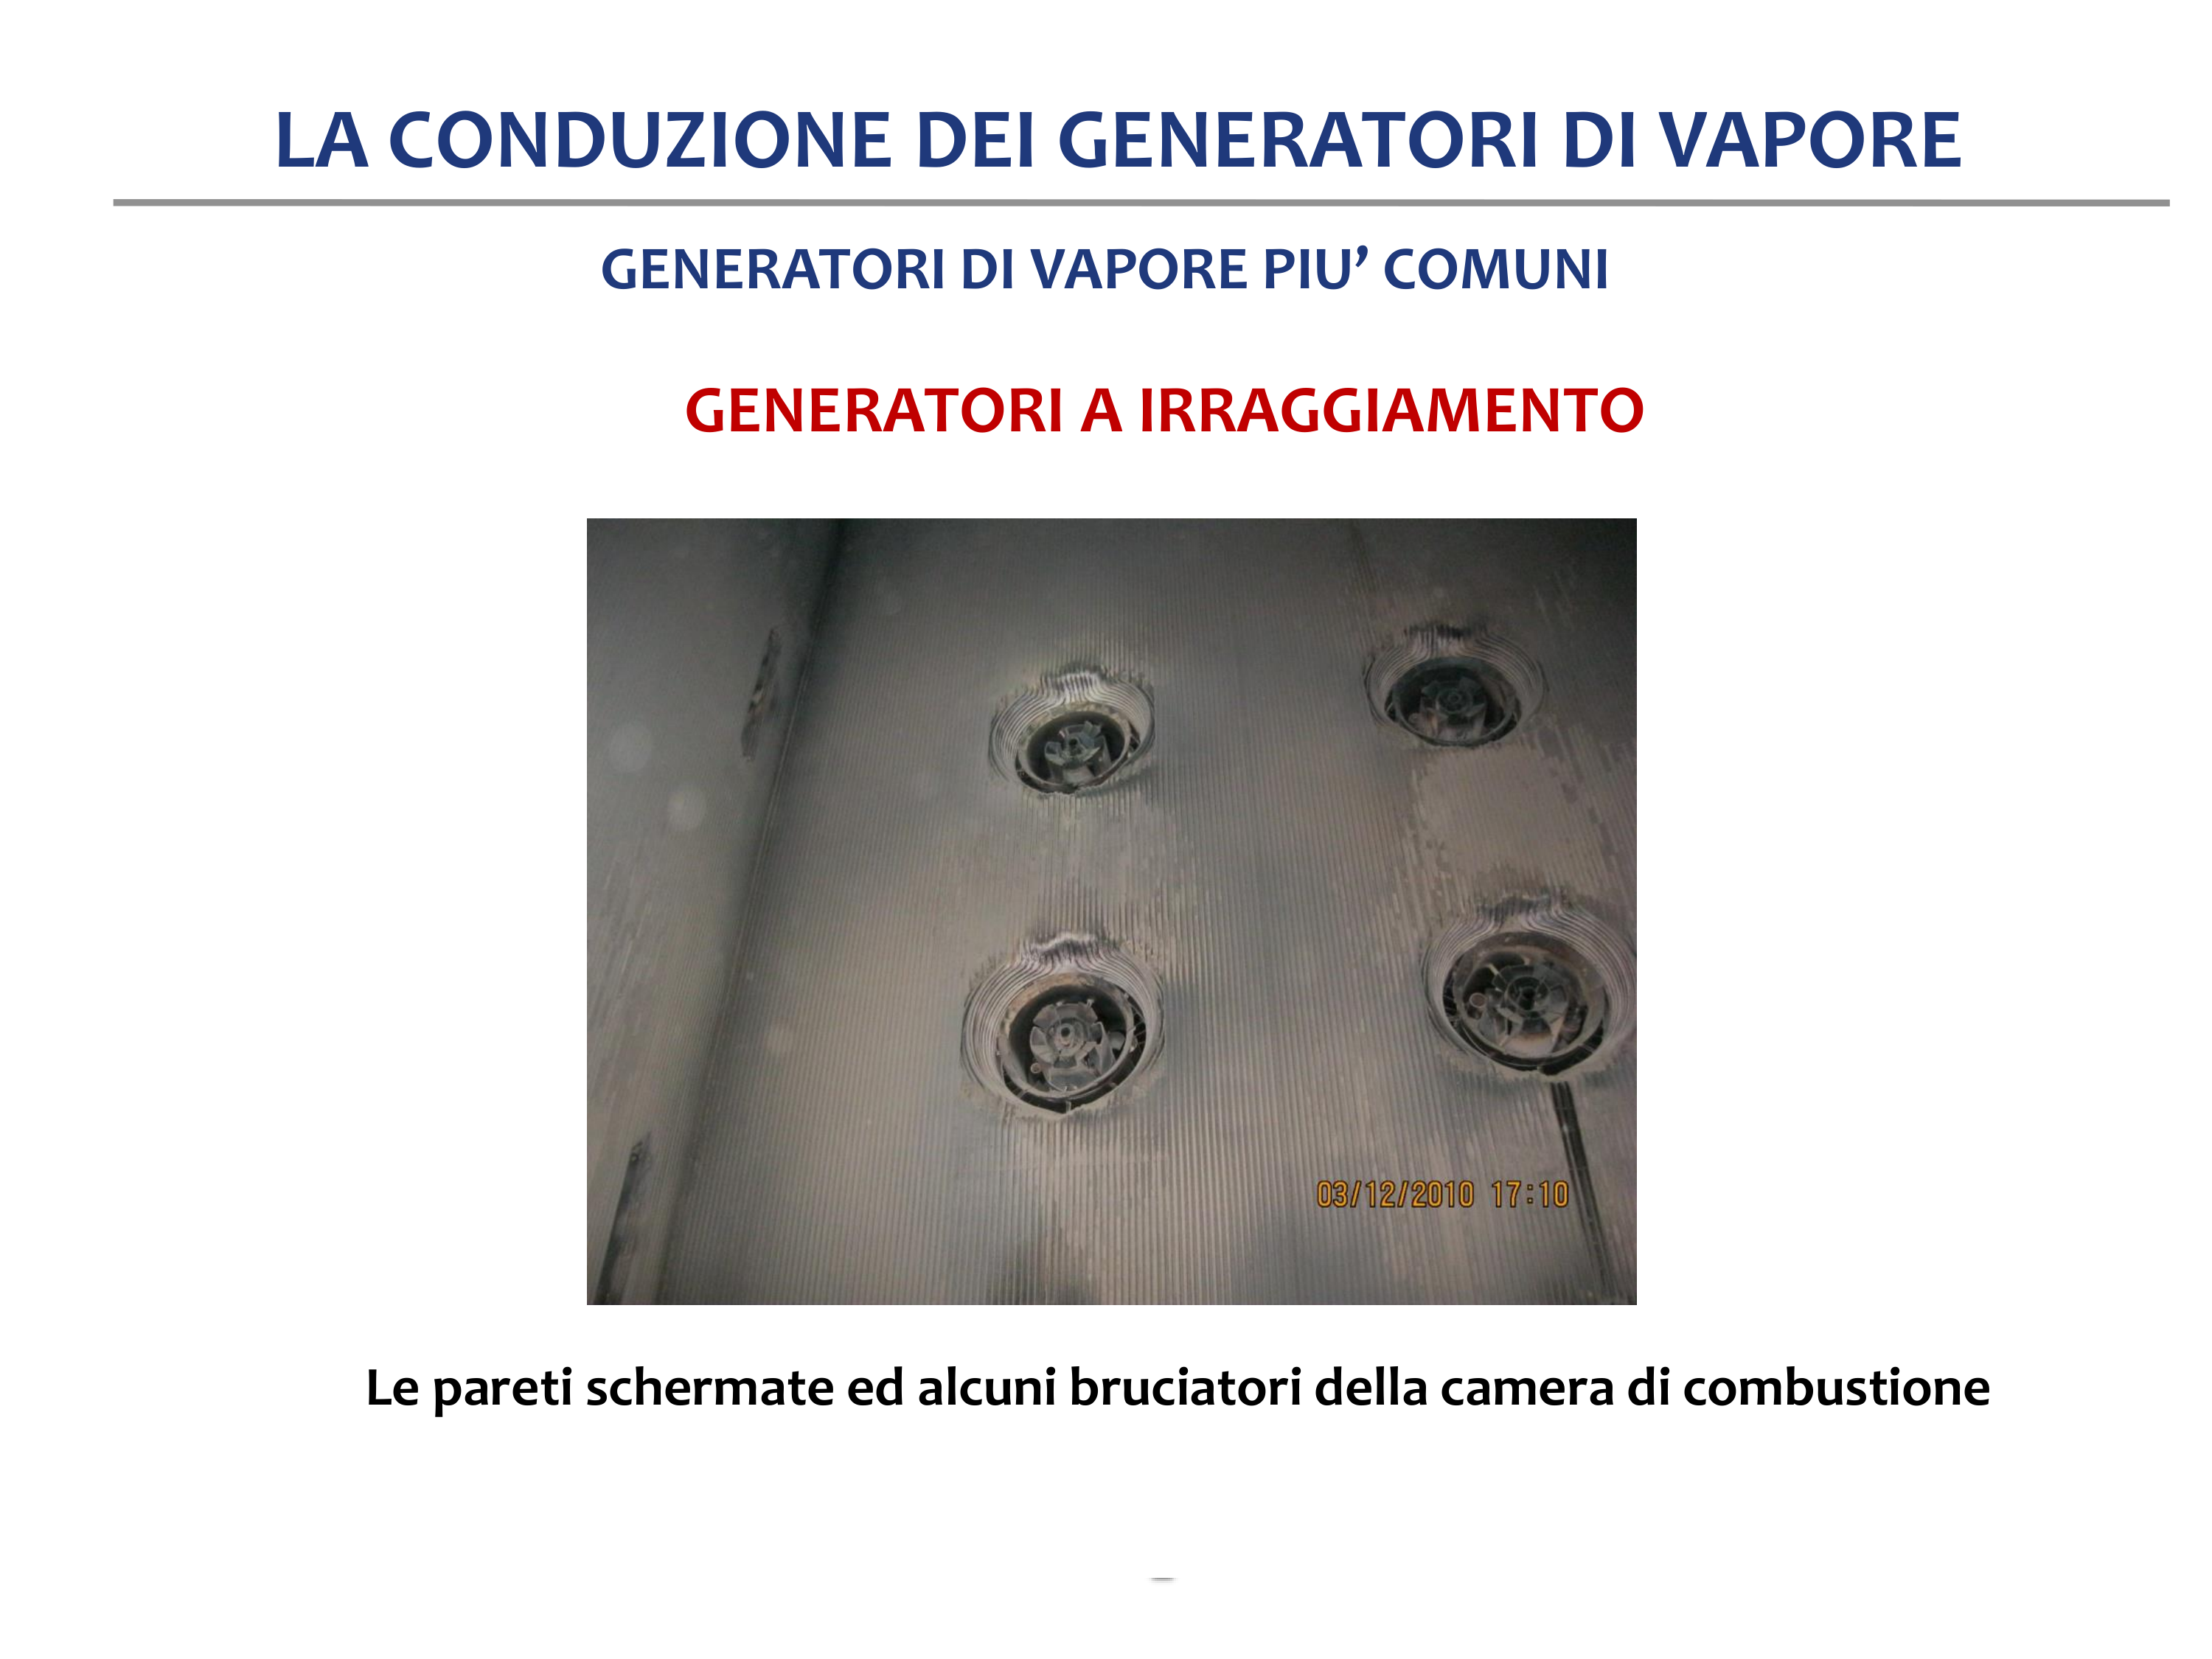 LA CONDUZIONE DEI GENERATORI DI VAPORE
GENERATORI DI VAPORE PIU’ COMUNI
GENERATORI A IRRAGGIAMENTO
03/12/2010 17:10
Le pareti schermate ed alcuni bruciatori della camera di combustione